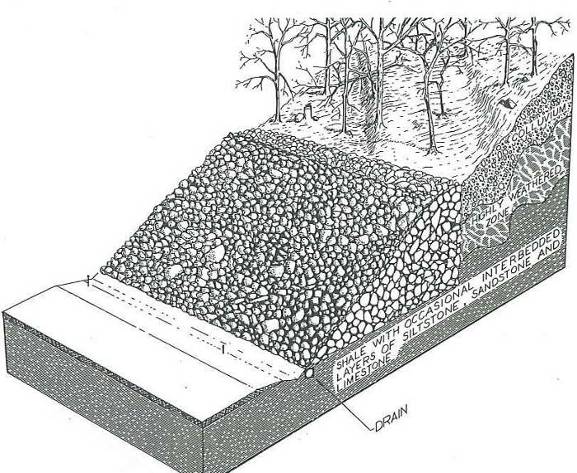 COLLUVIUM
HIGHLY WEATHERED
ZONE
SHALE WITH OCCASIONAL INTERBEDDED
LAYERS OF SILTSTONE, SANDSTONE AND
LIMESTONE
DRAIN